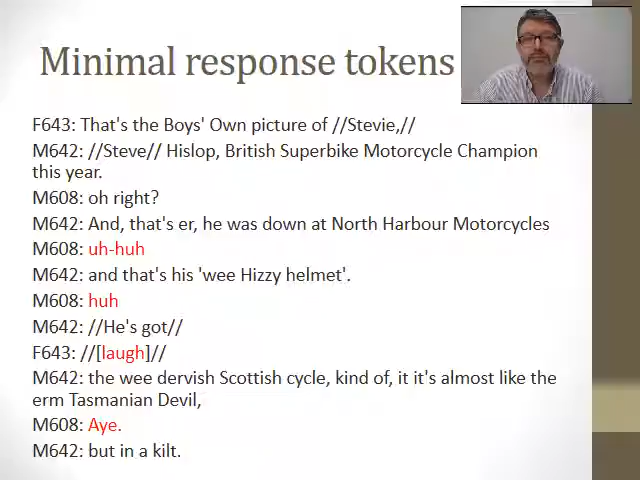 Minimal response tokens
F643: That's the Boys' Own picture of //Stevie,//
M642: //Steve// Hislop, British Superbike Motorcycle Champion
this year.
M608: oh right?
M642: And, that's er, he was down at North Harbour Motorcycles
M608: uh-huh
M642: and that's his 'wee Hizzy helmet'.
M608: huh
M642: //He's got//
F643: //[laugh]//
M642: the wee dervish Scottish cycle, kind of, it it's almost like the
erm Tasmanian Devil,
M608: Aye.
M642: but in a kilt.